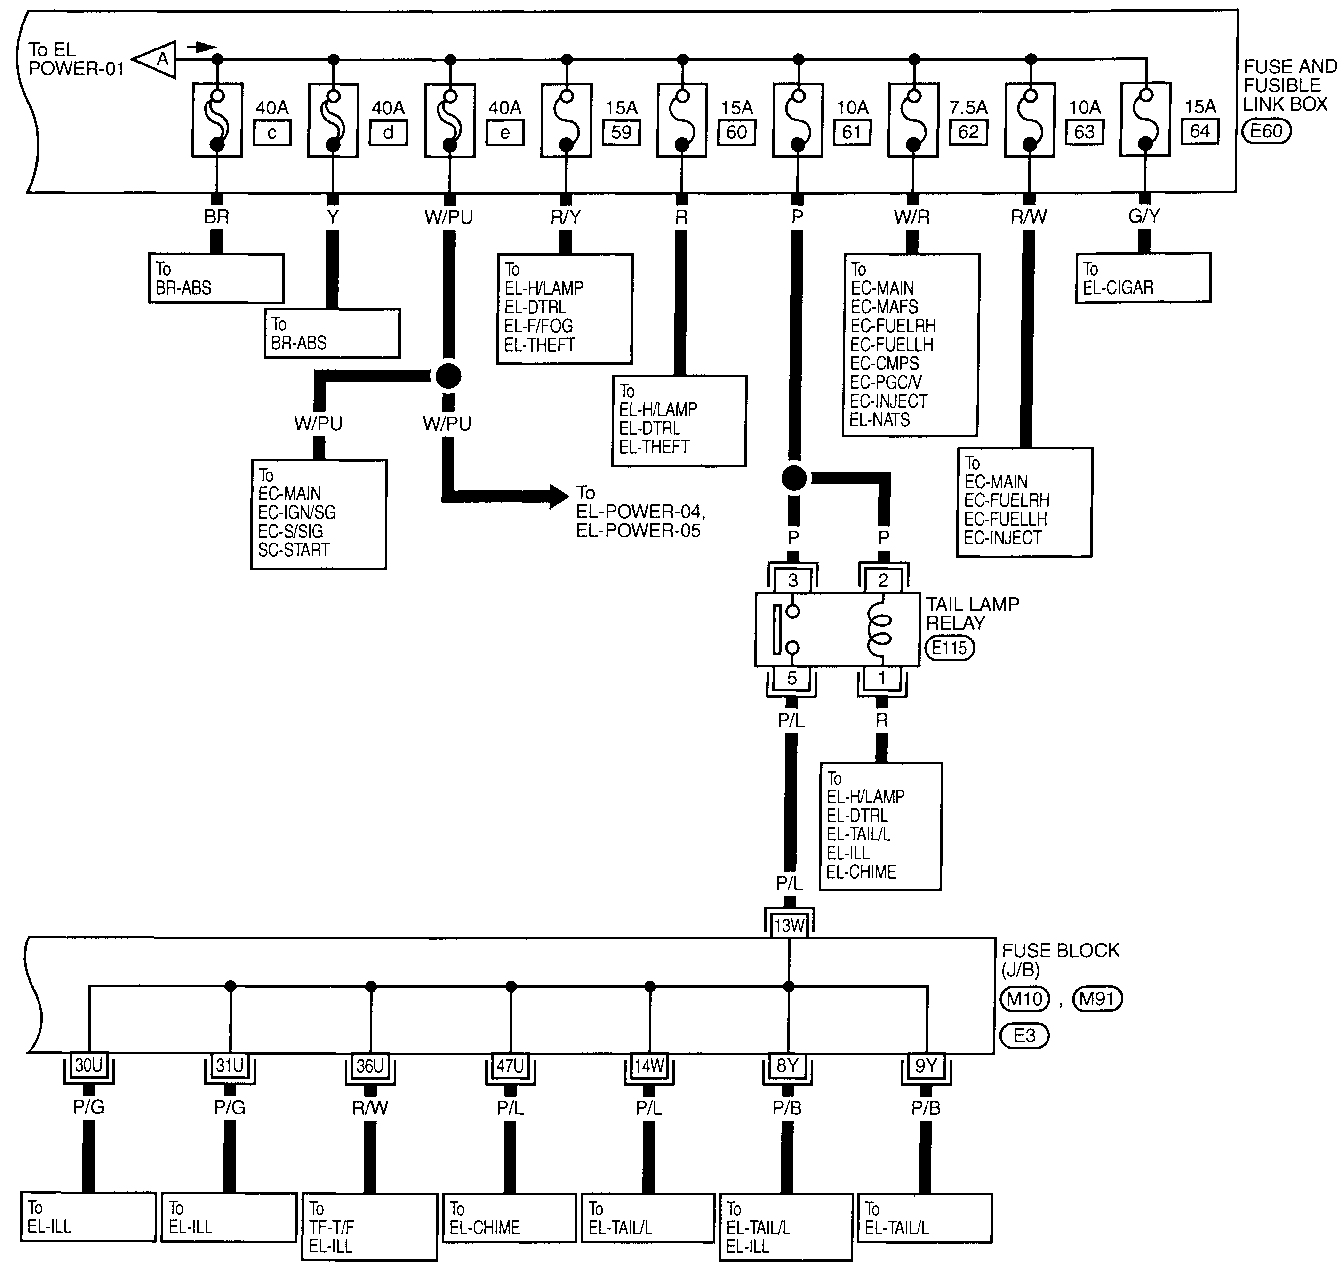 To EL
POWER-01
A
40A
c
40A
d
40A
e
15A
59
15A
60
10A
61
7.5A
62
10A
63
15A
64
FUSE AND
FUSIBLE
LINK BOX
E60
BR
Y
W/PU
R/Y
R
P
W/R
R/W
G/Y
To
BR-ABS
To
BR-ABS
To
EL-H/LAMP
EL-DTRL
EL-F/FOG
EL-THEFT
To
EL-H/LAMP
EL-DTRL
EL-THEFT
To
EC-MAIN
EC-MAFS
EC-FUELRH
EC-FUELLH
EC-CMPS
EC-PGC/V
EC-INJECT
EL-NATS
To
EL-CIGAR
W/PU
W/PU
To
EC-MAIN
EC-IGN/SG
EC-S/SIG
SC-START
To
EL-POWER-04,
EL-POWER-05
To
EC-MAIN
EC-FUELRH
EC-FUELLH
EC-INJECT
P
P
3
2
TAIL LAMP
RELAY
E115
5
1
P/L
R
To
EL-H/LAMP
EL-DTRL
EL-TAIL/L
EL-ILL
EL-CHIME
P/L
13W
FUSE BLOCK
(J/B)
M10 , M91
E3
30U
31U
36U
47U
14W
8Y
9Y
P/G
P/G
R/W
P/L
P/L
P/B
P/B
To
EL-ILL
To
EL-ILL
To
TF-T/F
EL-ILL
To
EL-CHIME
To
EL-TAIL/L
To
EL-TAIL/L
EL-ILL
To
EL-TAIL/L